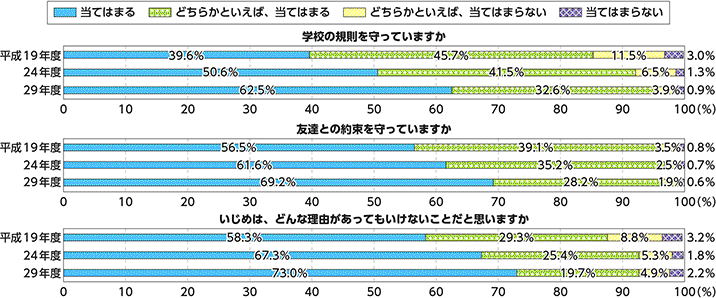 当てはまる どちらかといえば、当てはまる どちらかといえば、当てはまらない 当てはまらない
学校の規則を守っていますか
平成19年度 39.6% 45.7% 11.5% 3.0%
24年度 50.6% 41.5% 6.5% 1.3%
29年度 62.5% 32.6% 3.9% 0.9%
0 10 20 30 40 50 60 70 80 90 100(%)
友達との約束を守っていますか
平成19年度 56.5% 39.1% 3.5% 0.8%
24年度 61.6% 35.2% 2.5% 0.7%
29年度 69.2% 28.2% 1.9% 0.6%
0 10 20 30 40 50 60 70 80 90 100(%)
いじめは、どんな理由があってもいけないことだと思いますか
平成19年度 58.3% 29.3% 8.8% 3.2%
24年度 67.3% 25.4% 5.3% 1.8%
29年度 73.0% 19.7% 4.9% 2.2%
0 10 20 30 40 50 60 70 80 90 100(%)